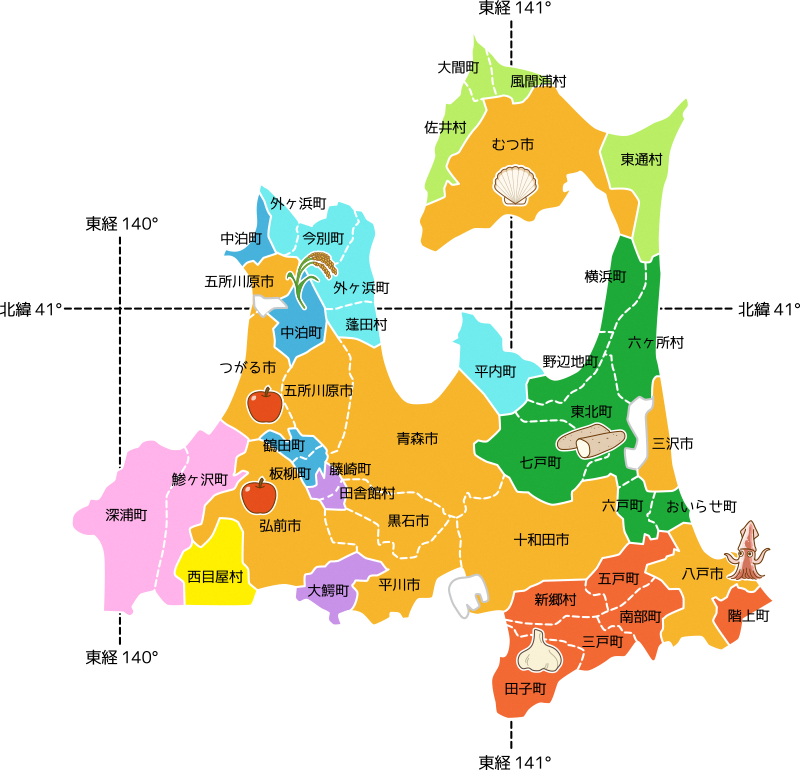 東経 141°
大間町
風間浦村
佐井村
むつ市
東通村
外ヶ浜町
東経 140°
中泊町
今別町
横浜町
五所川原市
外ヶ浜町
北緯 41°
北緯 41°
蓬田村
中泊町
六ヶ所村
野辺地町
つがる市
平内町
五所川原市
東北町
青森市
三沢市
鶴田町
七戸町
藤崎町
板柳町
鰺ヶ沢町
田舎館村
六戸町
おいらせ町
深浦町
黒石市
弘前市
十和田市
八戸市
西目屋村
五戸町
平川市
大鰐町
新郷村
南部町
階上町
三戸町
東経 140°
田子町
東経 141°